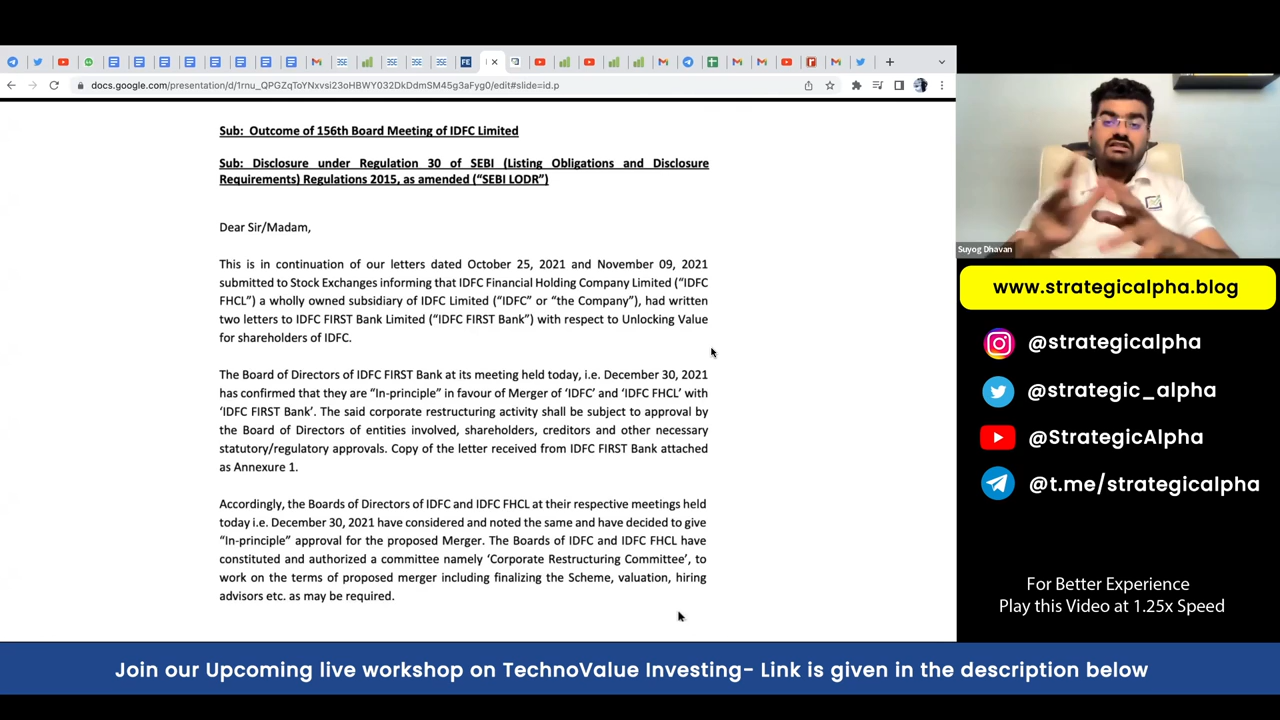 docs.google.com/presentation/d/1rnu_QPGZqToYNxvsi23oHBWY032DkDdmSM45g3aFyg0/edit#slide=id.p
Sub: Outcome of 156th Board Meeting of IDFC Limited
Sub: Disclosure under Regulation 30 of SEBI (Listing Obligations and Disclosure
Requirements) Regulations 2015, as amended (“SEBI LODR”)
Dear Sir/Madam,
This is in continuation of our letters dated October 25, 2021 and November 09, 2021
submitted to Stock Exchanges informing that IDFC Financial Holding Company Limited (“IDFC
FHCL”) a wholly owned subsidiary of IDFC Limited (“IDFC” or “the Company”), had written
two letters to IDFC FIRST Bank Limited (“IDFC FIRST Bank”) with respect to Unlocking Value
for shareholders of IDFC.
The Board of Directors of IDFC FIRST Bank at its meeting held today, i.e. December 30, 2021
has confirmed that they are “In-principle” in favour of Merger of ‘IDFC’ and ‘IDFC FHCL’ with
‘IDFC FIRST Bank’. The said corporate restructuring activity shall be subject to approval by
the Board of Directors of entities involved, shareholders, creditors and other necessary
statutory/regulatory approvals. Copy of the letter received from IDFC FIRST Bank attached
as Annexure 1.
Accordingly, the Boards of Directors of IDFC and IDFC FHCL at their respective meetings held
today i.e. December 30, 2021 have considered and noted the same and have decided to give
“In-principle” approval for the proposed Merger. The Boards of IDFC and IDFC FHCL have
constituted and authorized a committee namely ‘Corporate Restructuring Committee’, to
work on the terms of proposed merger including finalizing the Scheme, valuation, hiring
advisors etc. as may be required.
Suyog Dhavan
www.strategicalpha.blog
@strategicalpha
@strategic_alpha
@StrategicAlpha
@t.me/strategicalpha
For Better Experience
Play this Video at 1.25x Speed
Join our Upcoming live workshop on TechnoValue Investing- Link is given in the description below